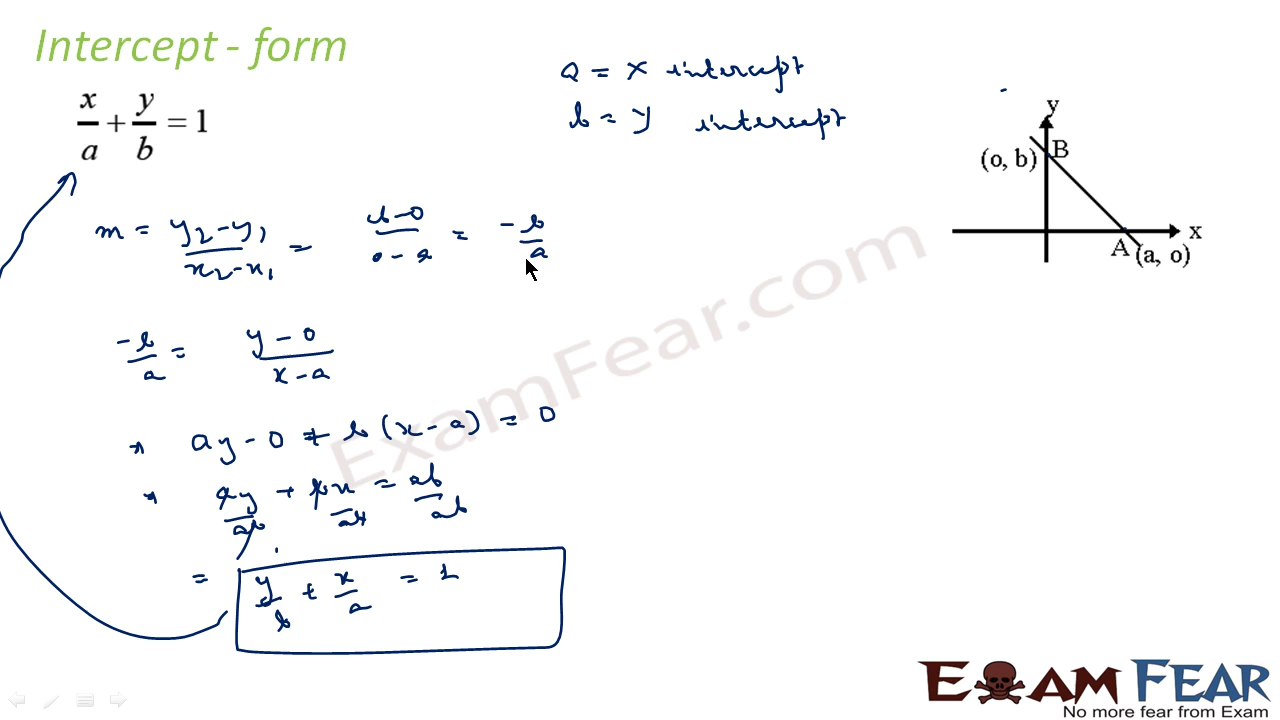 Intercept - form
x/a + y/b = 1
a = x intercept
b = y intercept
y
(o, b) B
x
A (a, o)
m = y₂-y₁/x₂-x₁ = b-0/0-a = -b/a
-b/a = y-0/x-a
ay-0 + b(x-a) = 0
ay/ab + bx/ab = ab/ab
= y/b + x/a = 1
ExamFear.com
EXAM FEAR
No more fear from Exam